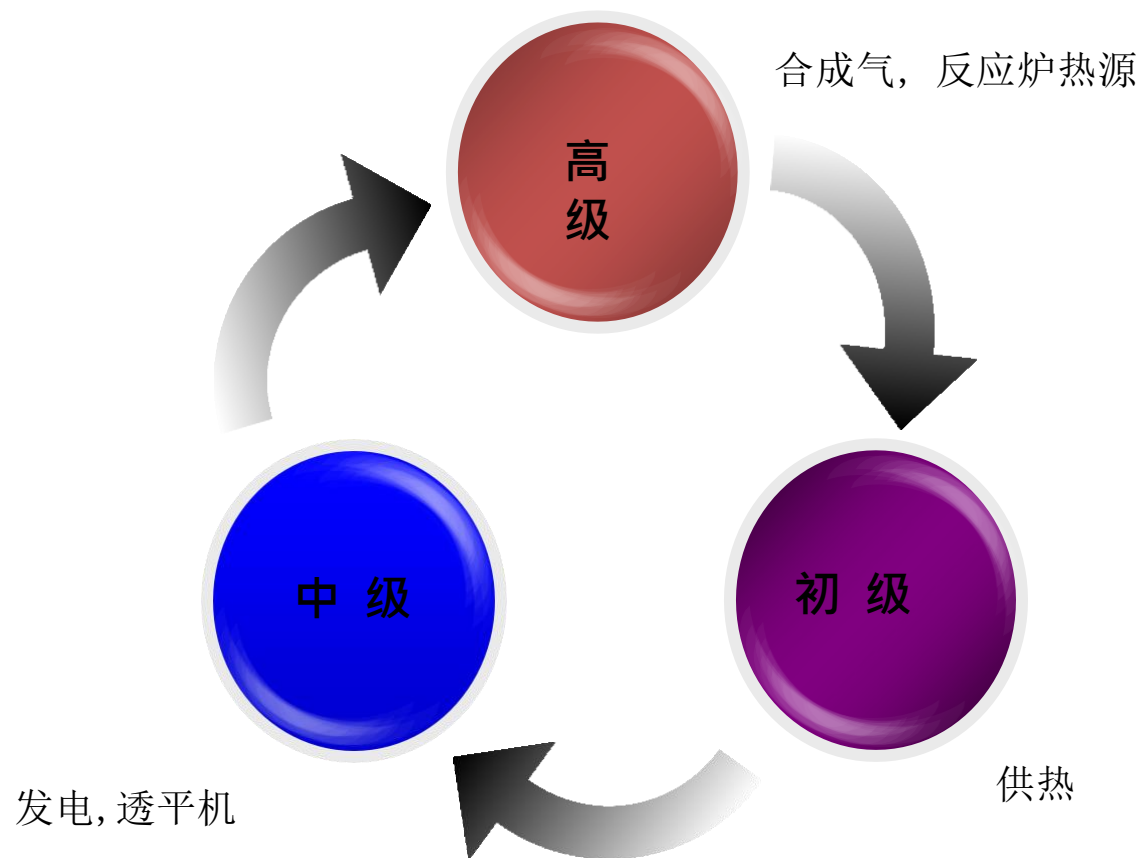 合成气, 反应炉热源
高
级
中 级
初 级
供热
发电,透平机